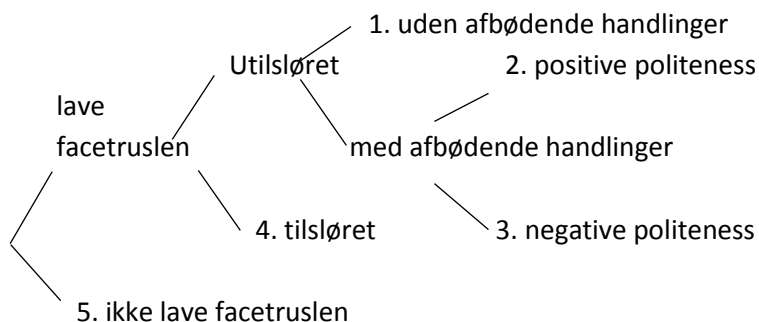 1. uden afbødende handlinger
Utilsløret
2. positive politeness
lave
facetruslen
med afbødende handlinger
4. tilsløret
3. negative politeness
5. ikke lave facetruslen